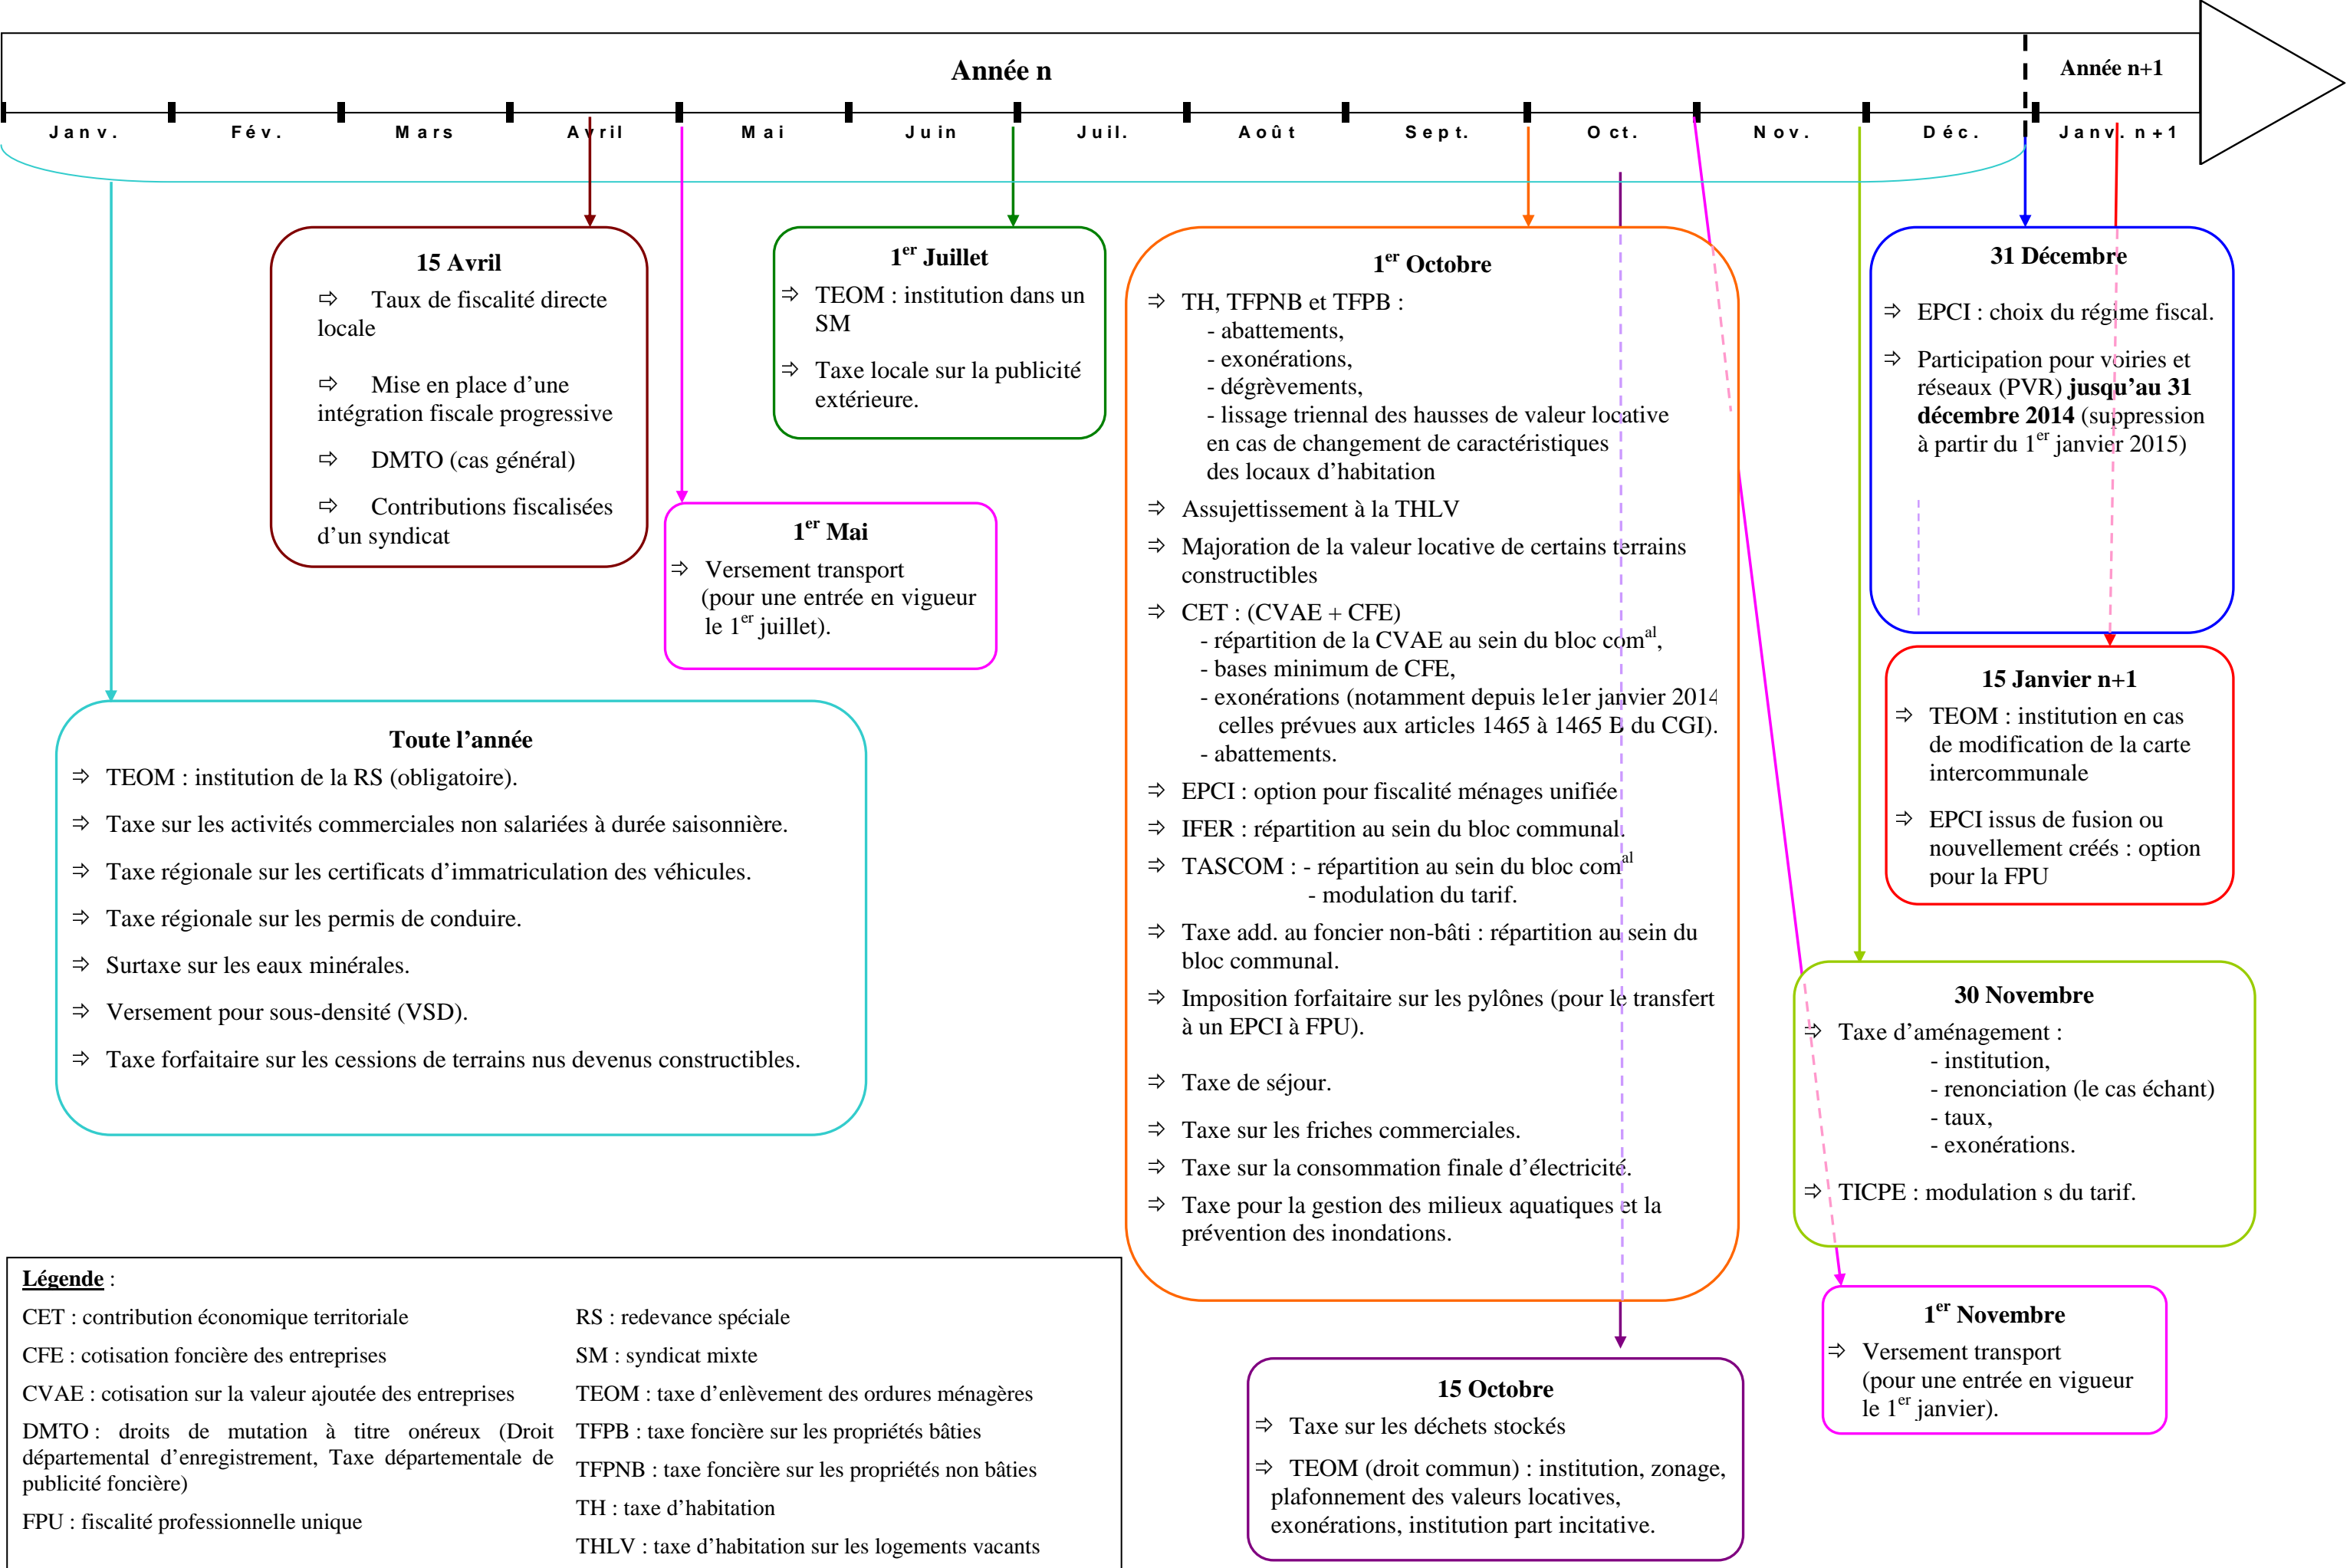 Année n
Année n+1
Janv.
Fév.
Mars
Avril
Mai
Juin
Juil.
Août
Sept.
Oct.
Nov.
Déc.
Janv. n+1
15 Avril
⇨ Taux de fiscalité directe
locale
⇨ Mise en place d’une
intégration fiscale progressive
⇨ DMTO (cas général)
⇨ Contributions fiscalisées
d’un syndicat
1er Mai
⇨ Versement transport
(pour une entrée en vigueur
le 1er juillet).
1er Juillet
⇨ TEOM : institution dans un
SM
⇨ Taxe locale sur la publicité
extérieure.
1er Octobre
⇨ TH, TFPNB et TFPB :
- abattements,
- exonérations,
- dégrèvements,
- lissage triennal des hausses de valeur locative
en cas de changement de caractéristiques
des locaux d’habitation
⇨ Assujettissement à la THLV
⇨ Majoration de la valeur locative de certains terrains
constructibles
⇨ CET : (CVAE + CFE)
- répartition de la CVAE au sein du bloc comal,
- bases minimum de CFE,
- exonérations (notamment depuis le1er janvier 2014
celles prévues aux articles 1465 à 1465 B du CGI).
- abattements.
⇨ EPCI : option pour fiscalité ménages unifiée
⇨ IFER : répartition au sein du bloc communal.
⇨ TASCOM : - répartition au sein du bloc comal
- modulation du tarif.
⇨ Taxe add. au foncier non-bâti : répartition au sein du
bloc communal.
⇨ Imposition forfaitaire sur les pylônes (pour le transfert
à un EPCI à FPU).
⇨ Taxe de séjour.
⇨ Taxe sur les friches commerciales.
⇨ Taxe sur la consommation finale d’électricité.
⇨ Taxe pour la gestion des milieux aquatiques et la
prévention des inondations.
31 Décembre
⇨ EPCI : choix du régime fiscal.
⇨ Participation pour voiries et
réseaux (PVR) jusqu’au 31
décembre 2014 (suppression
à partir du 1er janvier 2015)
15 Janvier n+1
⇨ TEOM : institution en cas
de modification de la carte
intercommunale
⇨ EPCI issus de fusion ou
nouvellement créés : option
pour la FPU
Toute l’année
⇨ TEOM : institution de la RS (obligatoire).
⇨ Taxe sur les activités commerciales non salariées à durée saisonnière.
⇨ Taxe régionale sur les certificats d’immatriculation des véhicules.
⇨ Taxe régionale sur les permis de conduire.
⇨ Surtaxe sur les eaux minérales.
⇨ Versement pour sous-densité (VSD).
⇨ Taxe forfaitaire sur les cessions de terrains nus devenus constructibles.
30 Novembre
⇨ Taxe d’aménagement :
- institution,
- renonciation (le cas échant)
- taux,
- exonérations.
⇨ TICPE : modulation s du tarif.
1er Novembre
⇨ Versement transport
(pour une entrée en vigueur
le 1er janvier).
15 Octobre
⇨ Taxe sur les déchets stockés
⇨ TEOM (droit commun) : institution, zonage,
plafonnement des valeurs locatives,
exonérations, institution part incitative.
Légende :
CET : contribution économique territoriale
CFE : cotisation foncière des entreprises
CVAE : cotisation sur la valeur ajoutée des entreprises
DMTO : droits de mutation à titre onéreux (Droit
départemental d’enregistrement, Taxe départementale de
publicité foncière)
FPU : fiscalité professionnelle unique
RS : redevance spéciale
SM : syndicat mixte
TEOM : taxe d’enlèvement des ordures ménagères
TFPB : taxe foncière sur les propriétés bâties
TFPNB : taxe foncière sur les propriétés non bâties
TH : taxe d’habitation
THLV : taxe d’habitation sur les logements vacants